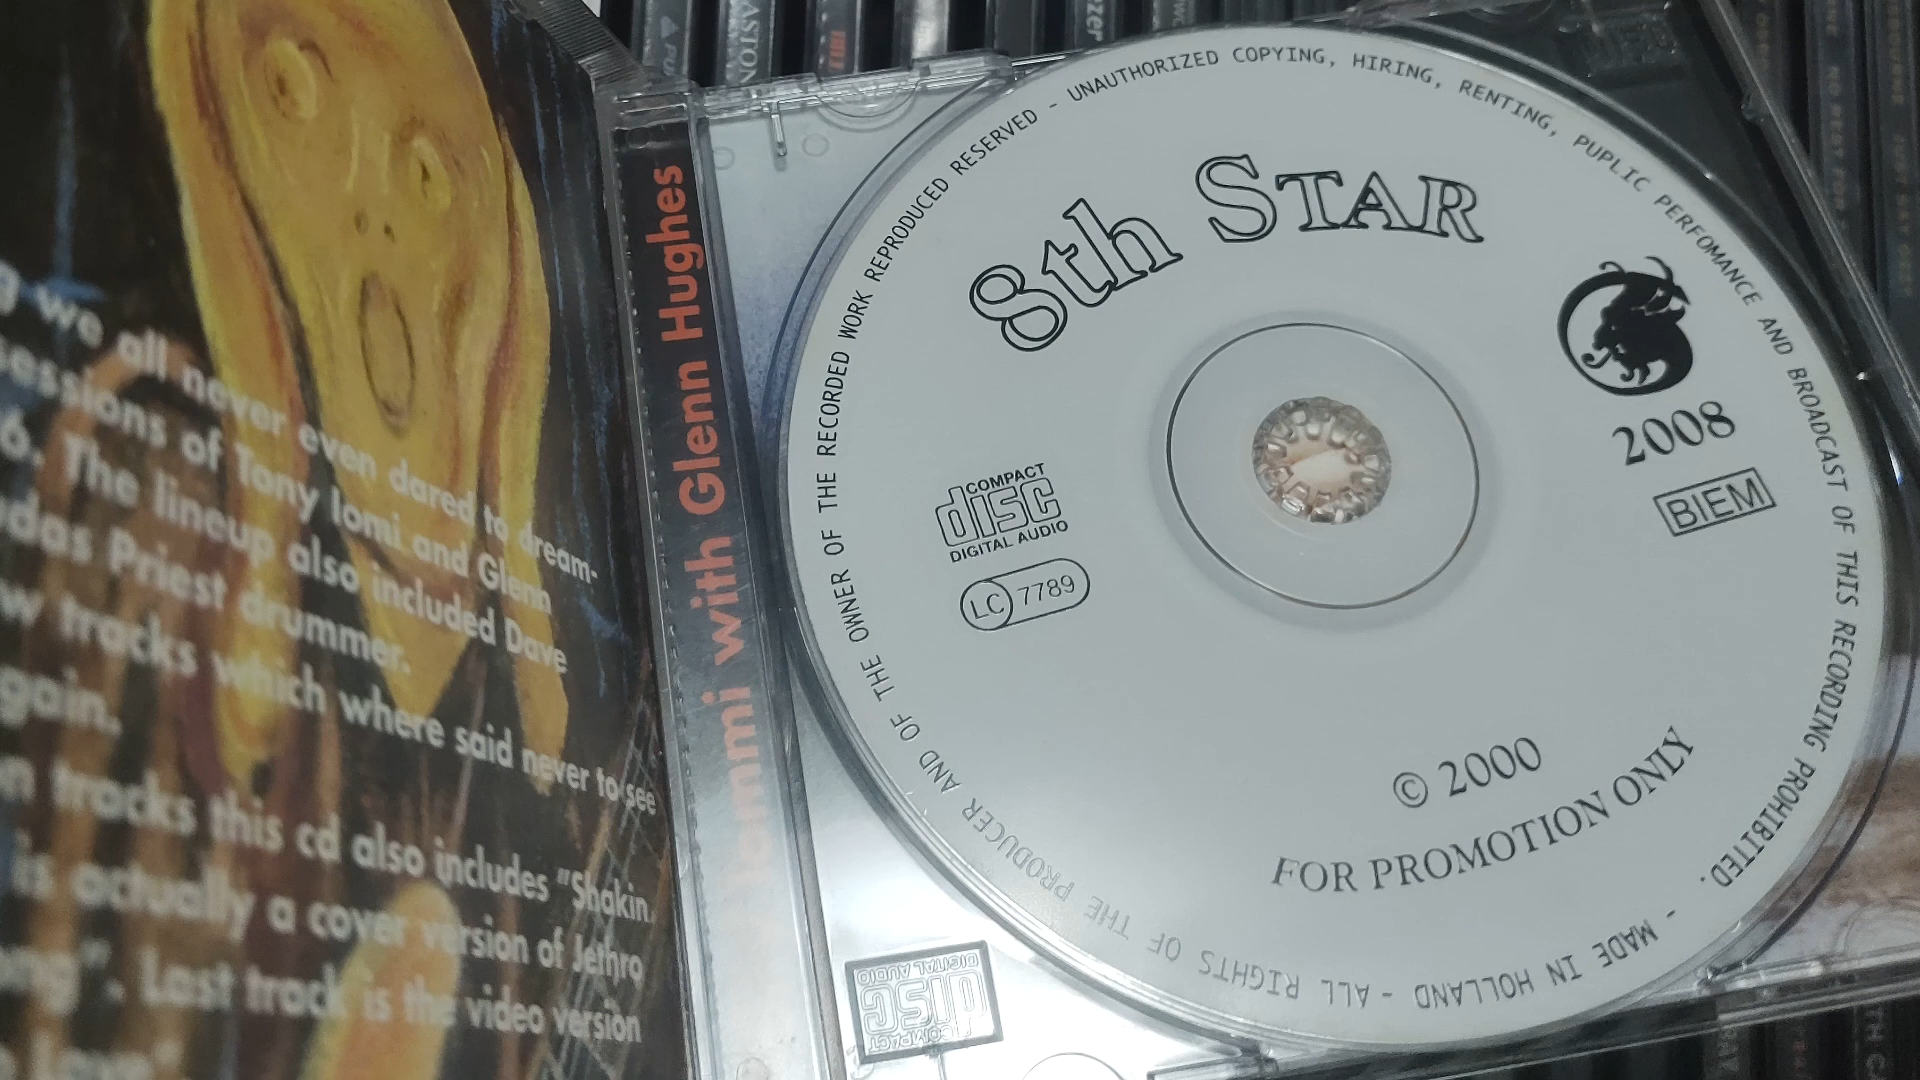 g we all never even dared to dream-
sessions of Tony Iomi and Glenn
6. The lineup also included Dave
das Priest drummer.
w tracks which where said never to see
gain.
n tracks this cd also includes "Shakin
is actually a cover version of Jethro
ong". Last track is the video version
Love"
with Glenn Hughes
8th STAR
2008
BIEM
COMPACT
disc
DIGITAL AUDIO
LC 7789
© 2000
FOR PROMOTION ONLY
- MADE IN HOLLAND - ALL RIGHTS OF THE PRODUCER AND OF THE OWNER OF THE RECORDED WORK REPRODUCED RESERVED - UNAUTHORIZED COPYING, HIRING, RENTING, PUPLIC PERFOMANCE AND BROADCAST OF THIS RECORDING PROHIBITED.
COMPACT
disc
DIGITAL AUDIO